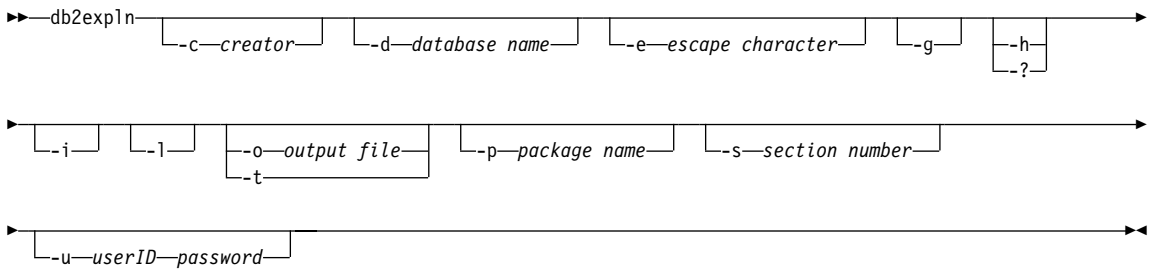 db2expln -c creator -d database name -e escape character -g -h
-?
-i -l -o output file -p package name -s section number
-t
-u userID password